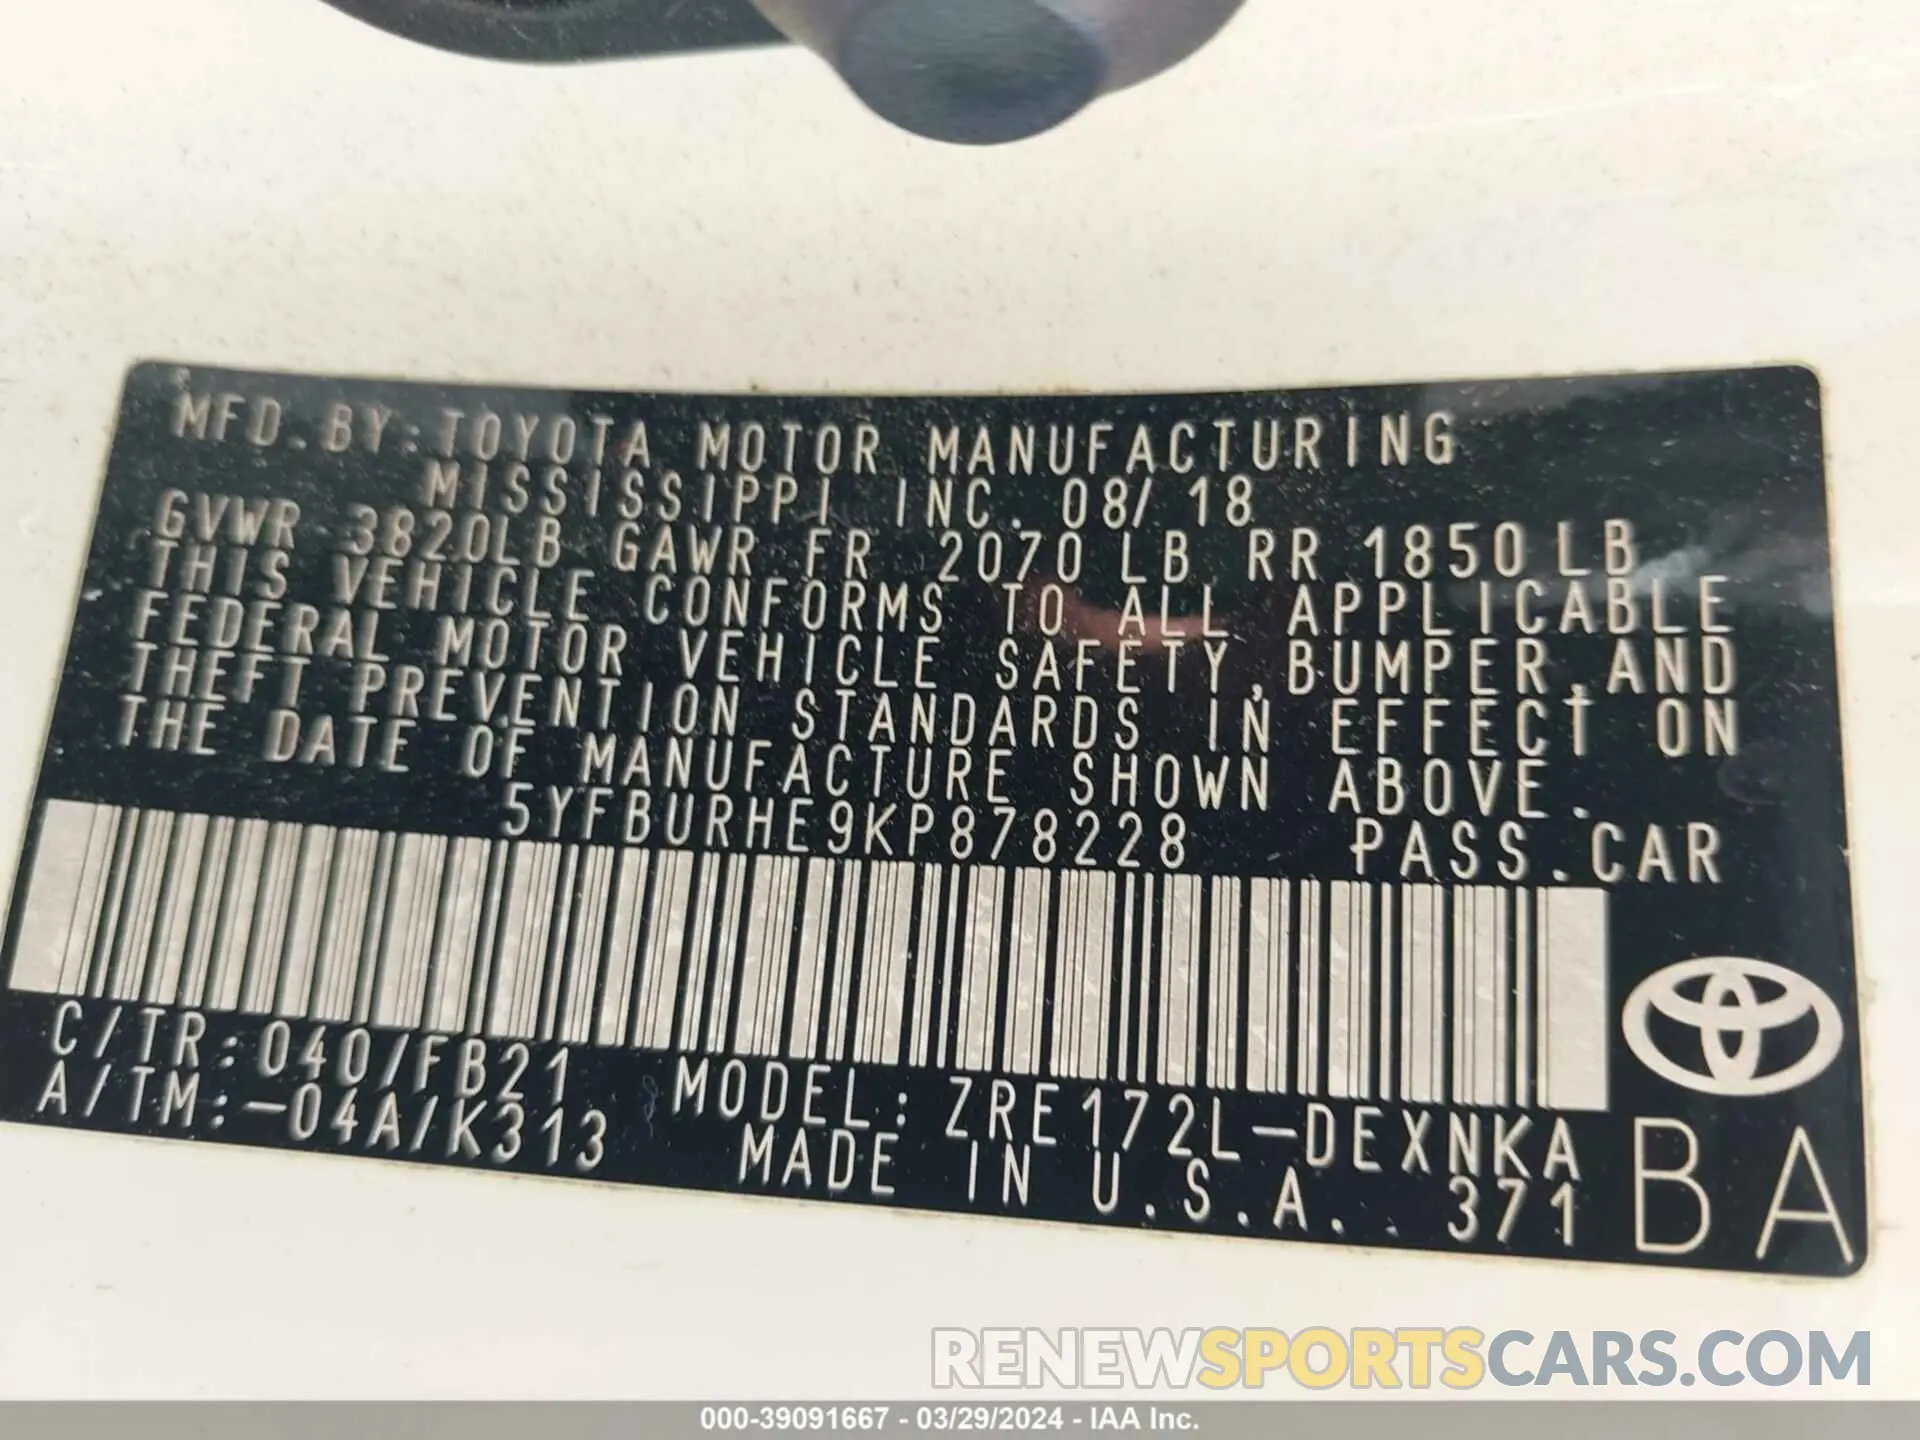 MFD.BY:TOYOTA MOTOR MANUFACTURING
MISSISSIPPI, INC. 08/18
GVWR 3820LB GAWR FR 2070LB RR 1850LB
THIS VEHICLE CONFORMS TO ALL APPLICABLE
FEDERAL MOTOR VEHICLE SAFETY,BUMPER,AND
THEFT PREVENTION STANDARDS IN EFFECT ON
THE DATE OF MANUFACTURE SHOWN ABOVE.
5YFBURHE9KP878228 PASS.CAR
C/TR:040/FB21 MODEL:ZRE172L-DEXNKA
A/TM:-04A/K313 MADE IN U.S.A. 371 BA
RENEWSPORTSCARS.COM
000-39091667 - 03/29/2024 - IAA Inc.